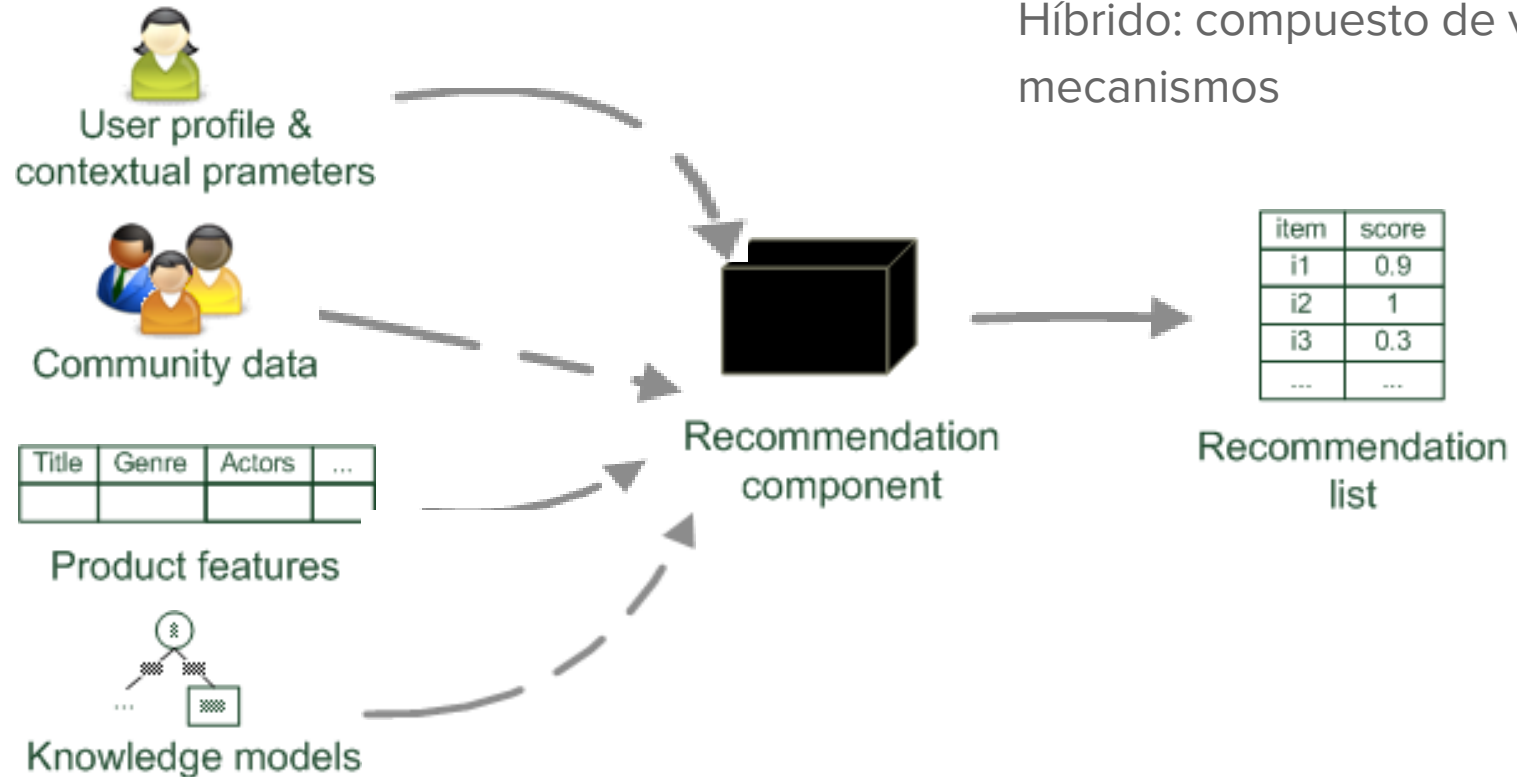 Híbrido: compuesto de
mecanismos
User profile &
contextual prameters
Community data
Title Genre Actors ...
Product features
...
Knowledge models
Recommendation
component
item score
i1 0.9
i2 1
i3 0.3
... ...
Recommendation
list